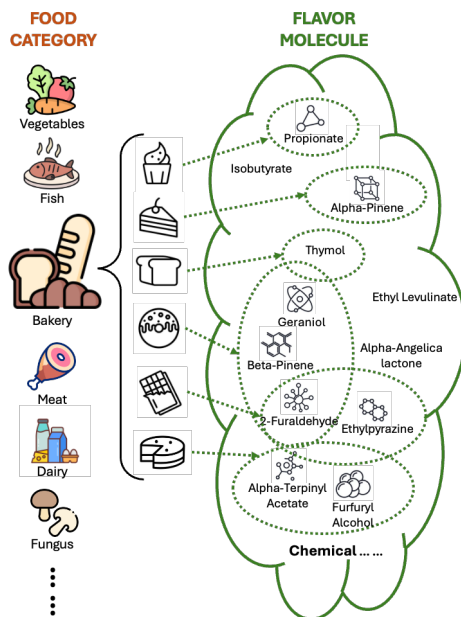 FOOD
CATEGORY
Vegetables
Fish
Bakery
Meat
Dairy
Fungus
FLAVOR
MOLECULE
Propionate
Isobutyrate
Alpha-Pinene
Thymol
Geraniol
Ethyl Levulinate
Beta-Pinene
Alpha-Angelica
lactone
2-Furaldehyde
Ethylpyrazine
Alpha-Terpinyl
Acetate
Furfuryl
Alcohol
Chemical ... ...